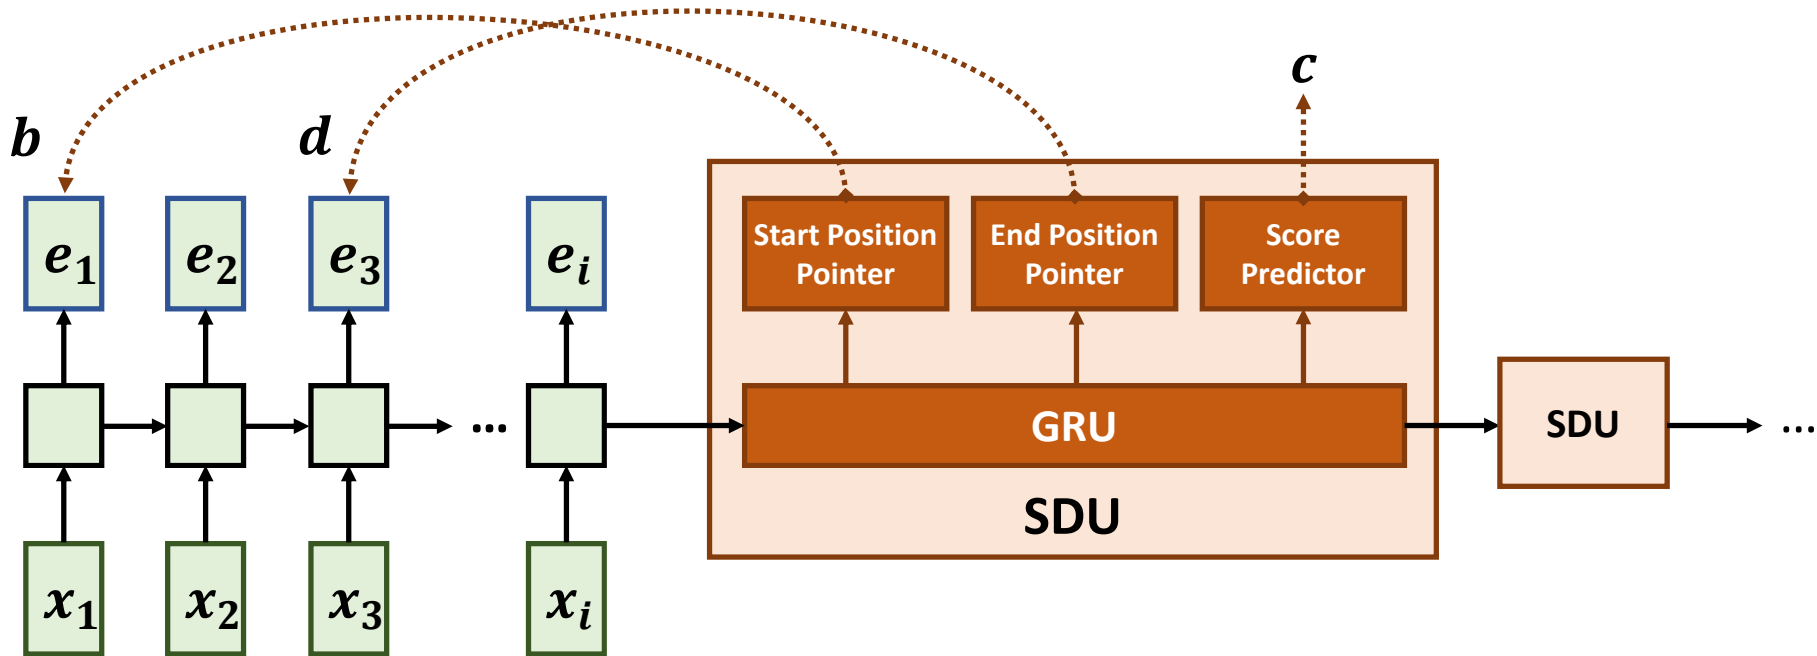 c
b
d
e1
e2
e3
ei
Start Position
Pointer
End Position
Pointer
Score
Predictor
...
GRU
SDU
...
SDU
x1
x2
x3
xi